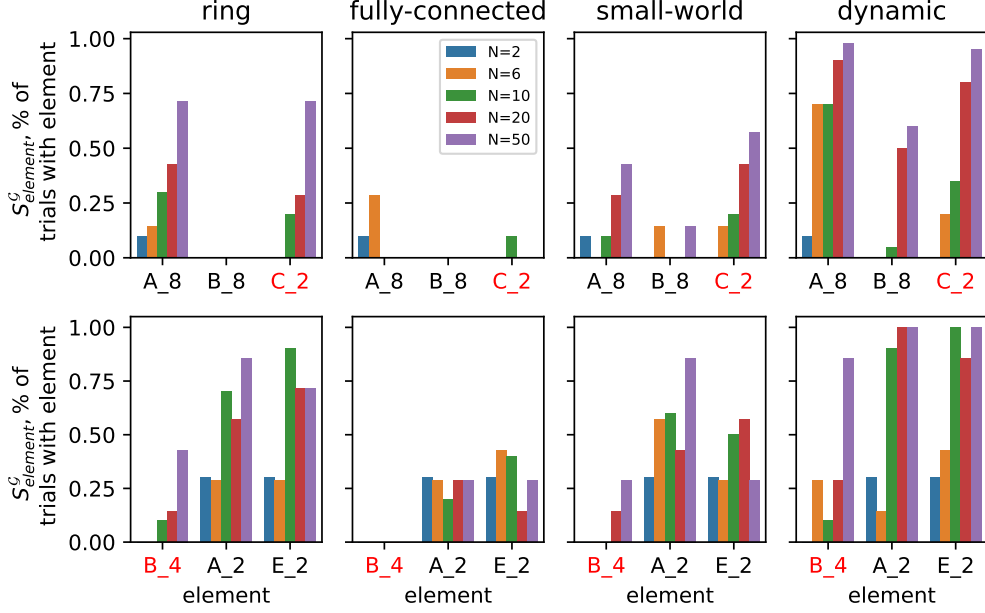 ring fully-connected small-world dynamic
1.00
0.75
0.50
0.25
0.00
S^G_element, % of
trials with element
N=2
N=6
N=10
N=20
N=50
A_8 B_8 C_2 A_8 B_8 C_2 A_8 B_8 C_2 A_8 B_8 C_2
1.00
0.75
0.50
0.25
0.00
S^G_element, % of
trials with element
B_4 A_2 E_2 B_4 A_2 E_2 B_4 A_2 E_2 B_4 A_2 E_2
element element element element